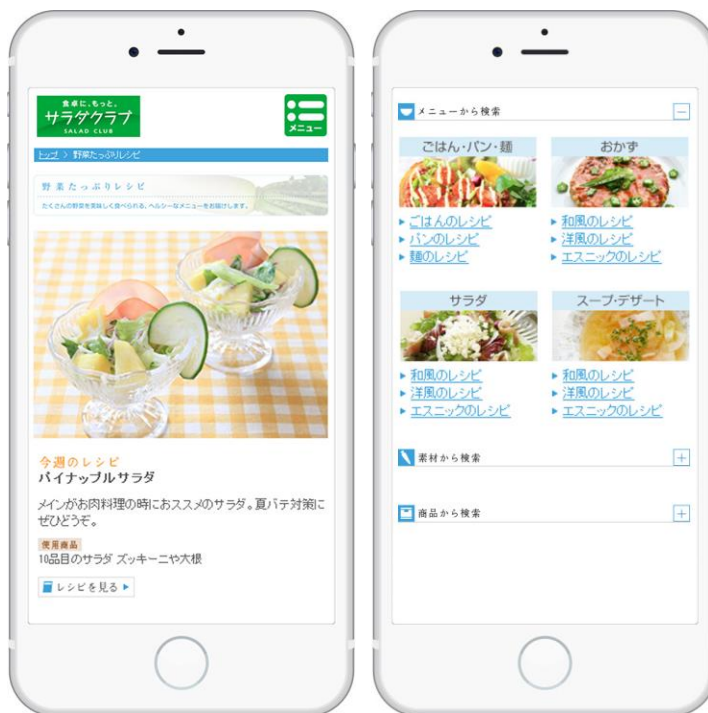 食卓に、もっと。
サラダクラブ
SALAD CLUB
メニュー
トップ > 野菜たっぷりレシピ
野菜たっぷりレシピ
たくさんの野菜を美味しく食べられる、ヘルシーなメニューをお届けします。
今週のレシピ
パイナップルサラダ
メインがお肉料理の時におススメのサラダ。夏バテ対策に
ぜひどうぞ。
使用商品
10品目のサラダ ズッキーニや大根
レシピを見る
メニューから検索
ごはん・パン・麺
ごはんのレシピ
パンのレシピ
麺のレシピ
おかず
和風のレシピ
洋風のレシピ
エスニックのレシピ
サラダ
和風のレシピ
洋風のレシピ
エスニックのレシピ
スープ・デザート
和風のレシピ
洋風のレシピ
エスニックのレシピ
素材から検索
商品から検索